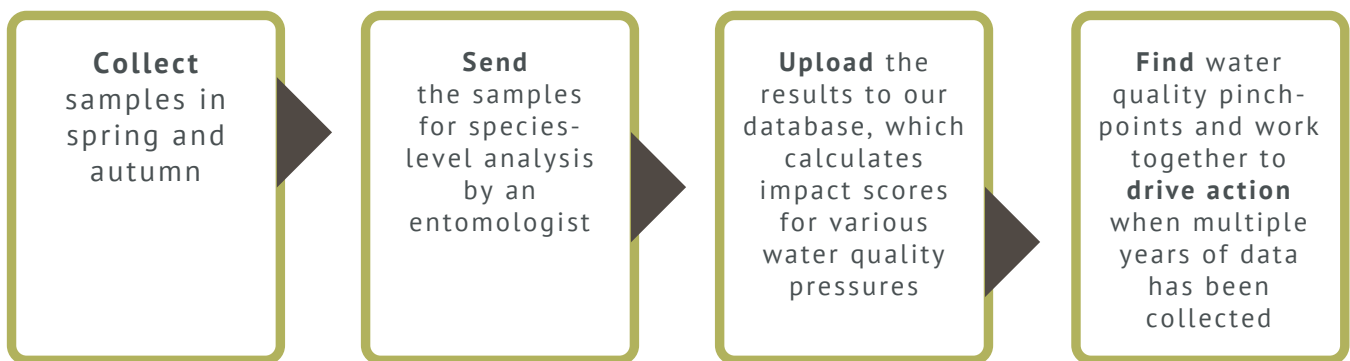 Collect
samples in
spring and
autumn
Send
the samples
for species-
level analysis
by an
entomologist
Upload the
results to our
database, which
calculates
impact scores
for various
water quality
pressures
Find water
quality pinch-
points and work
together to
drive action
when multiple
years of data
has been
collected